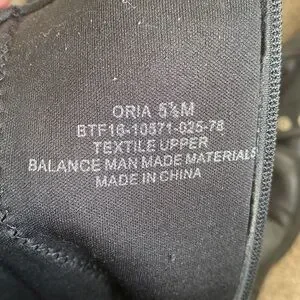 ORIA 5½M
BTF16-10571-025-78
TEXTILE UPPER
BALANCE MAN MADE MATERIALS
MADE IN CHINA